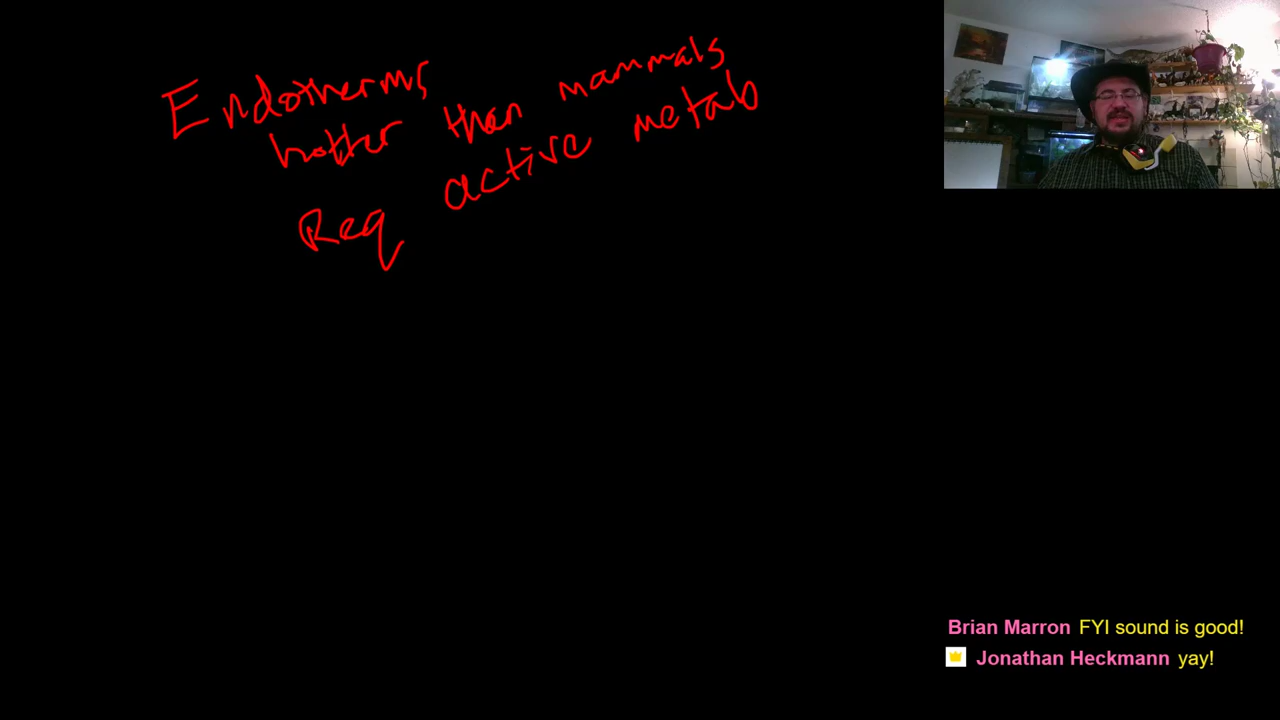 Endotherms
hotter than mammals
Req active metab
Brian Marron FYI sound is good!
Jonathan Heckmann yay!